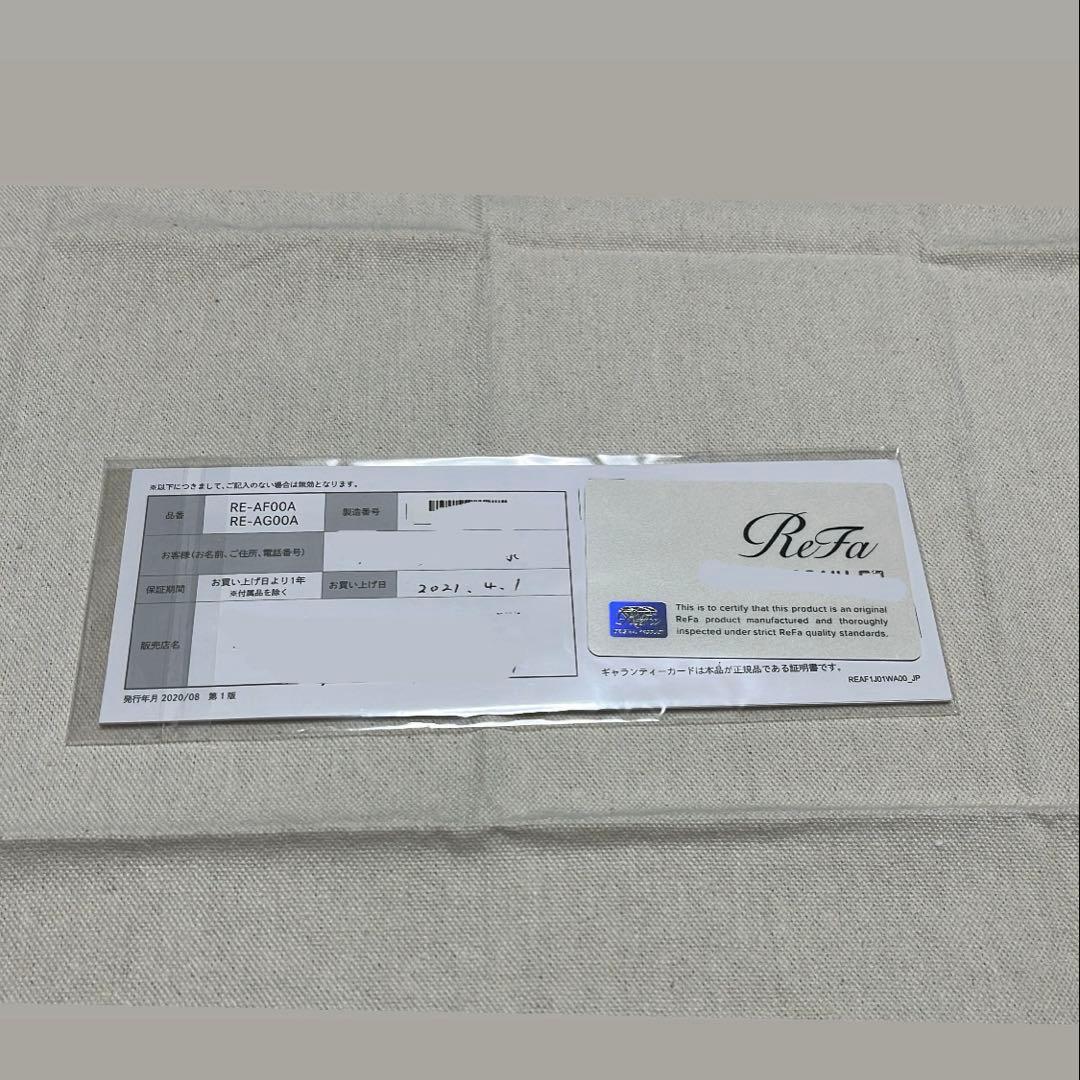 ※以下につきまして、ご記入のない場合は無効となります。
品番
RE-AF00A
RE-AG00A
製造番号
お客様(お名前、ご住所、電話番号)
保証期間
お買い上げ日より1年
※付属品を除く
お買い上げ日
2021.4.1
販売店名
発行年月 2020/08 第1版
ReFa
ORIGINAL PRODUCT
This is to certify that this product is an original
ReFa product manufactured and thoroughly
inspected under strict ReFa quality standards.
ギャランティーカードは本品が正規品である証明書です。
REAF1J01WA00_JP